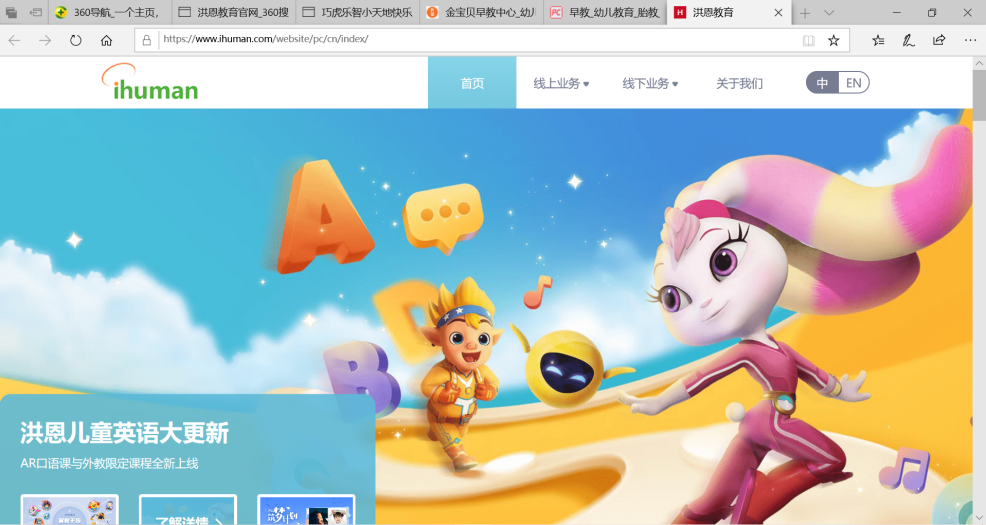 360导航_一个主页,
洪恩教育官网_360搜
巧虎乐智小天地快乐
金宝贝早教中心_幼儿
早教_幼儿教育_胎教_
洪恩教育
https://www.ihuman.com/website/pc/cn/index/
ihuman
首页
线上业务
线下业务
关于我们
中
EN
A
B
洪恩儿童英语大更新
AR口语课与外教限定课程全新上线
了解详情